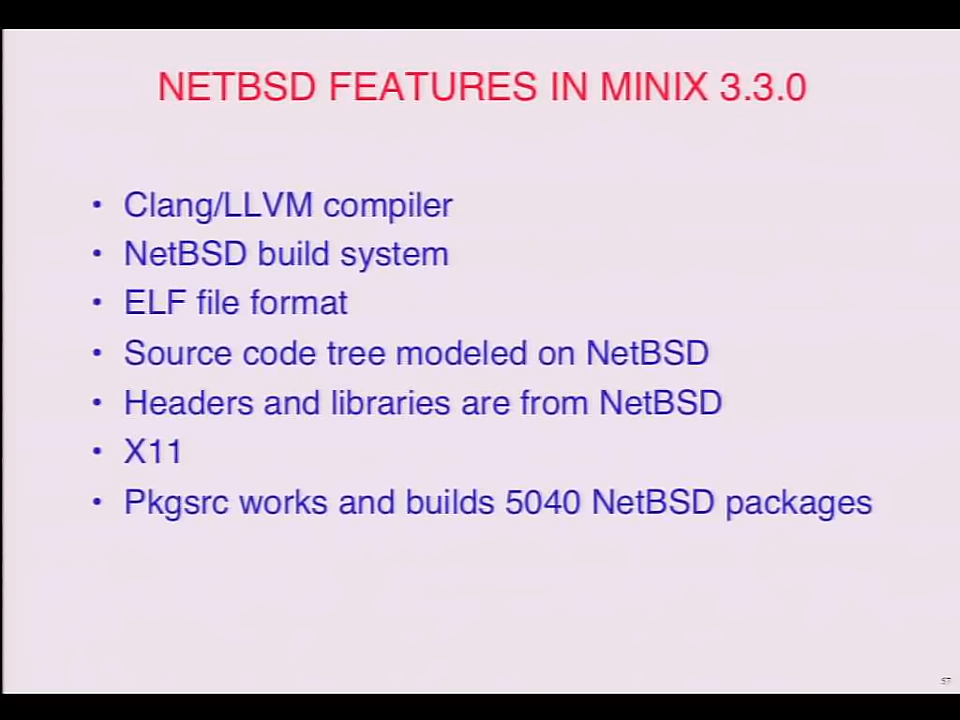 NETBSD FEATURES IN MINIX 3.3.0
• Clang/LLVM compiler
• NetBSD build system
• ELF file format
• Source code tree modeled on NetBSD
• Headers and libraries are from NetBSD
• X11
• Pkgsrc works and builds 5040 NetBSD packages
57